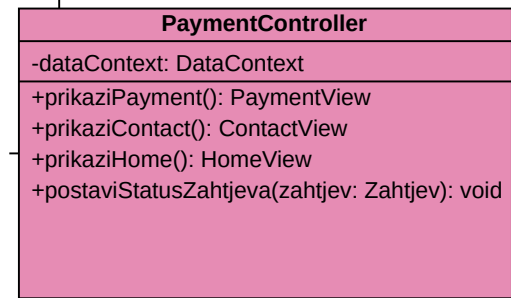 PaymentController
-dataContext: DataContext
+prikaziPayment(): PaymentView
+prikaziContact(): ContactView
+prikaziHome(): HomeView
+postaviStatusZahtjeva(zahtjev: Zahtjev): void